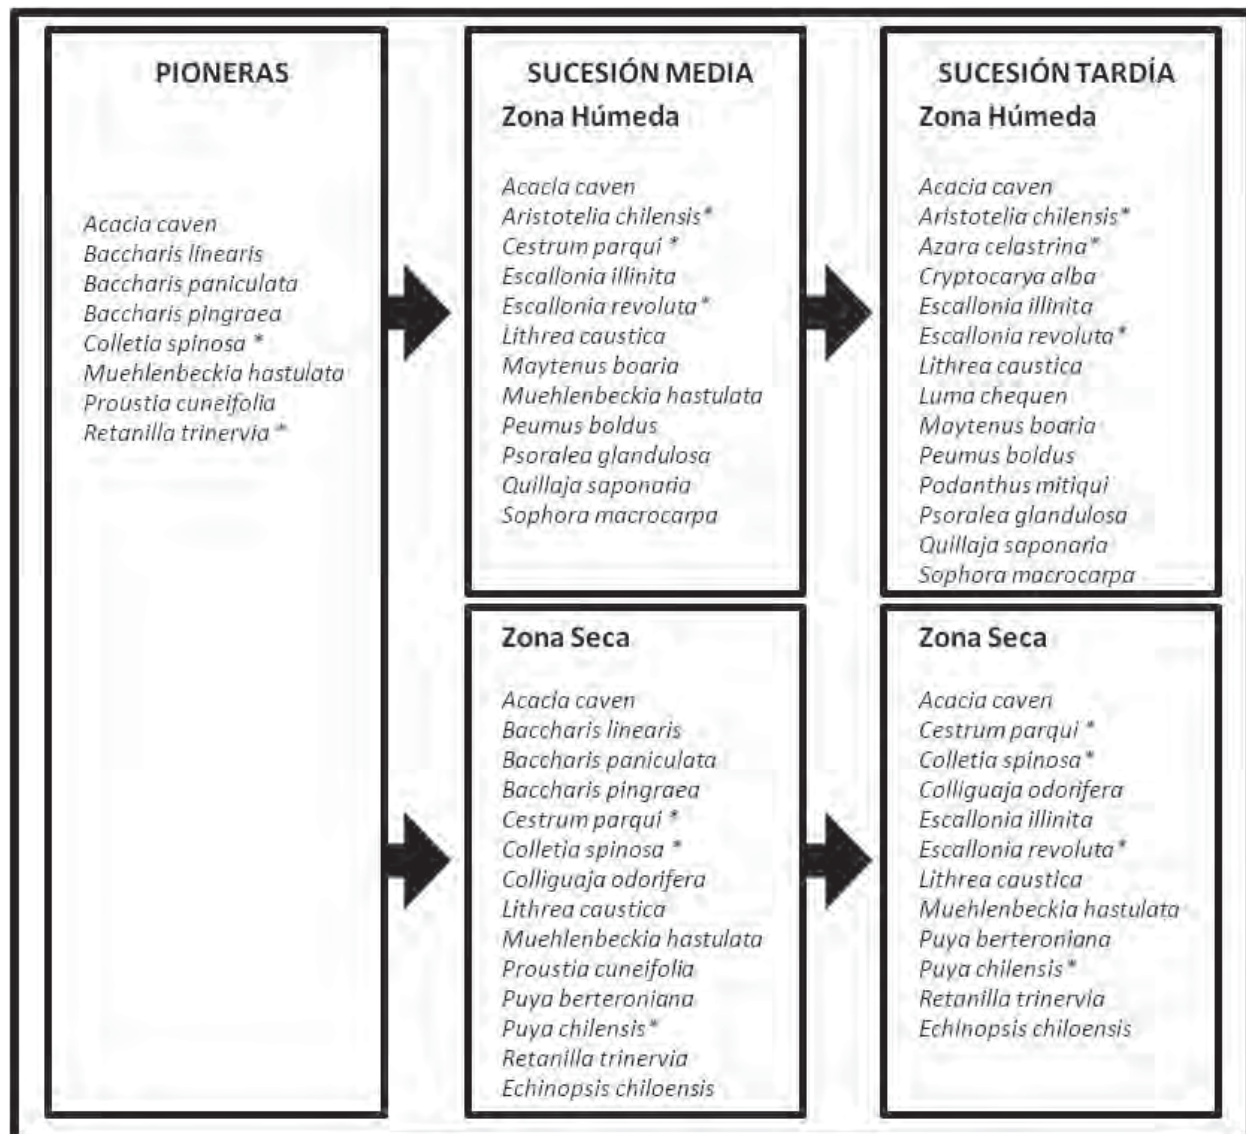 PIONERAS
Acacia caven
Baccharis linearis
Baccharis paniculata
Baccharis pingraea
Colletia spinosa *
Muehlenbeckia hastulata
Proustia cuneifolia
Retanilla trinervia *
SUCESIÓN MEDIA
Zona Húmeda
Acacia caven
Aristotelia chilensis*
Cestrum parqui *
Escallonia illinita
Escallonia revoluta*
Lithrea caustica
Maytenus boaria
Muehlenbeckia hastulata
Peumus boldus
Psoralea glandulosa
Quillaja saponaria
Sophora macrocarpa
SUCESIÓN TARDÍA
Zona Húmeda
Acacia caven
Aristotelia chilensis*
Azara celastrina*
Cryptocarya alba
Escallonia illinita
Escallonia revoluta*
Lithrea caustica
Luma chequen
Maytenus boaria
Peumus boldus
Podanthus mitiqui
Psoralea glandulosa
Quillaja saponaria
Sophora macrocarpa
Zona Seca
Acacia caven
Baccharis linearis
Baccharis paniculata
Baccharis pingraea
Cestrum parqui *
Colletia spinosa *
Colliguaja odorifera
Lithrea caustica
Muehlenbeckia hastulata
Proustia cuneifolia
Puya berteroniana
Puya chilensis*
Retanilla trinervia
Echinopsis chiloensis
Zona Seca
Acacia caven
Cestrum parqui *
Colletia spinosa*
Colliguaja odorifera
Escallonia illinita
Escallonia revoluta*
Lithrea caustica
Muehlenbeckia hastulata
Puya berteroniana
Puya chilensis*
Retanilla trinervia
Echinopsis chiloensis